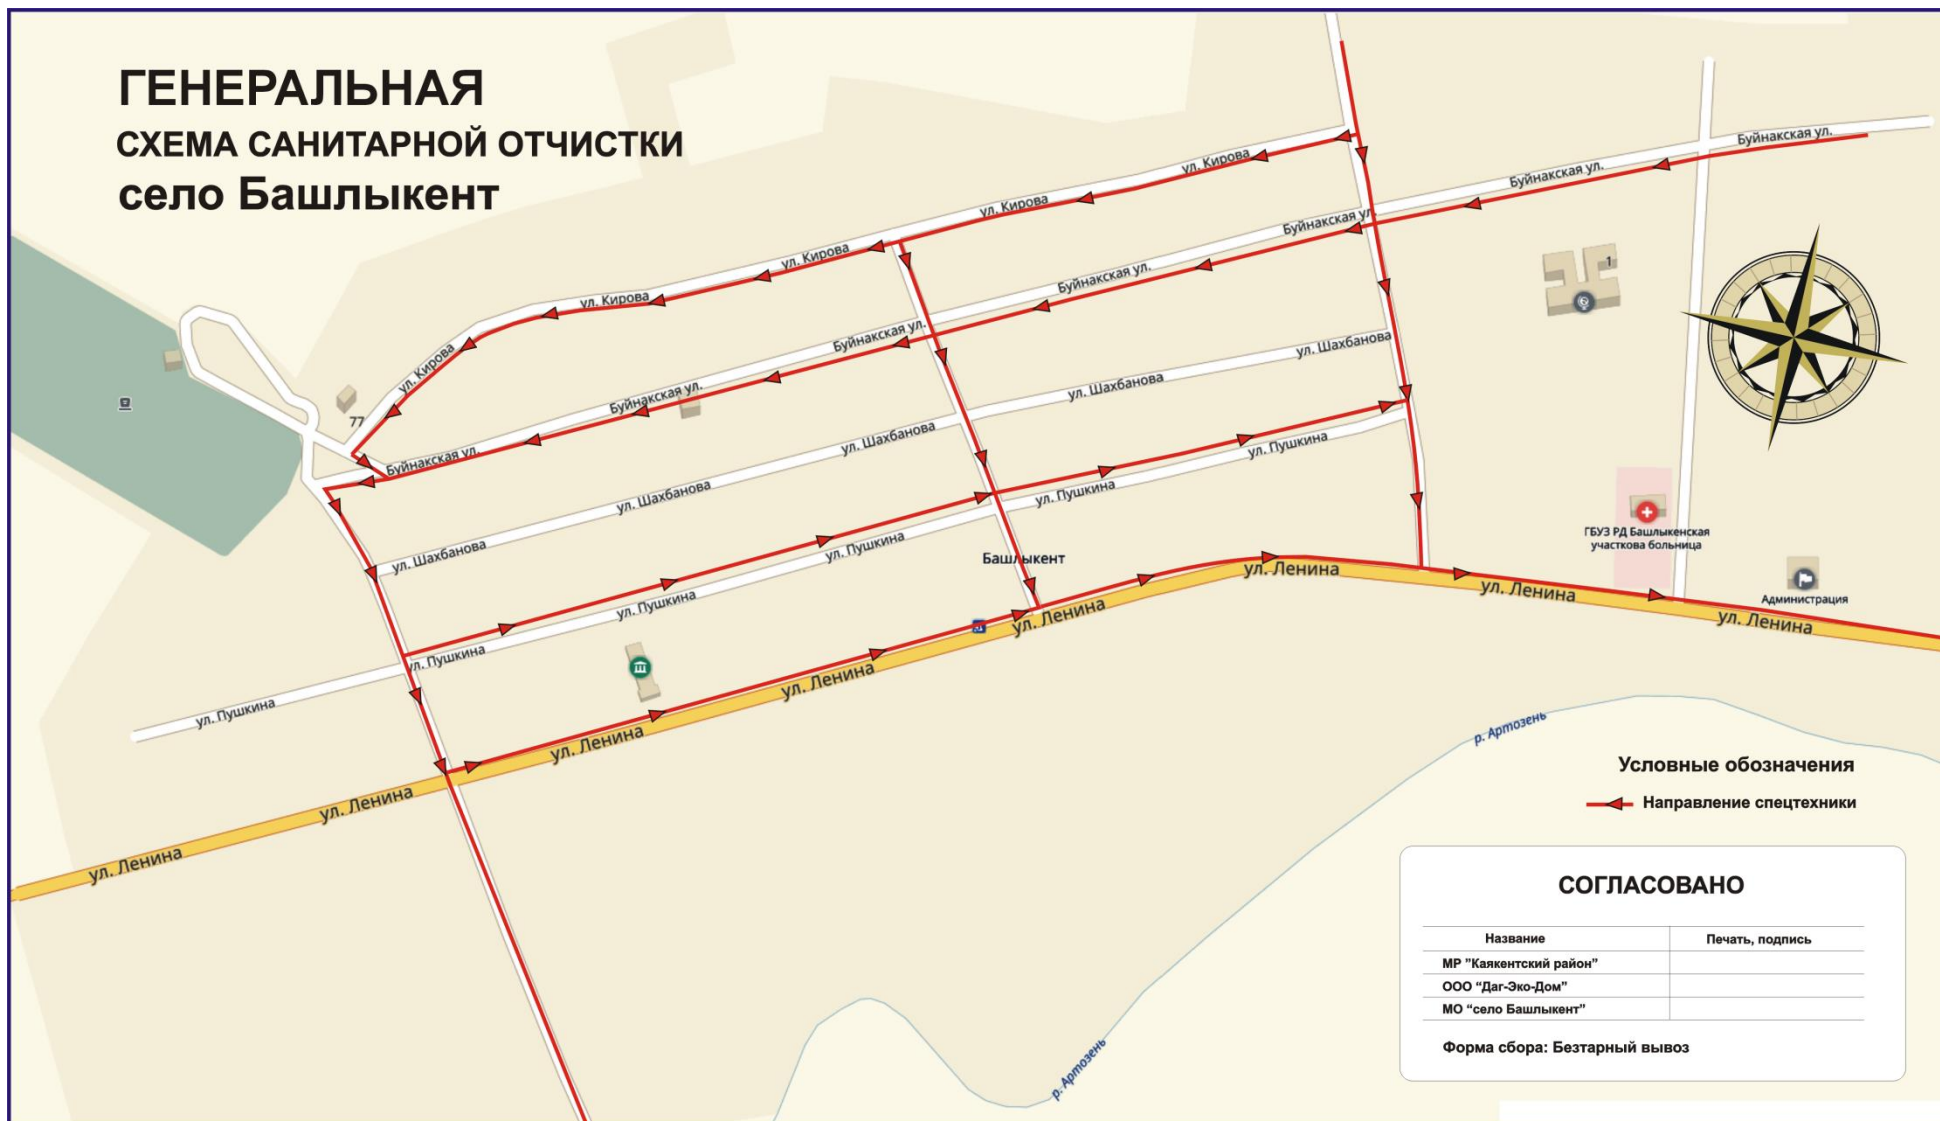 ГЕНЕРАЛЬНАЯ
СХЕМА САНИТАРНОЙ ОТЧИСТКИ
село Башлыкент
Буйнакская ул.
ул. Кирова
Буйнакская ул.
ул. Кирова
Буйнакская ул.
ул. Кирова
1
Буйнакская ул.
ул. Кирова
Буйнакская ул.
ул. Шахбанова
ул. Кирова
ул. Шахбанова
Буйнакская ул.
77
ул. Шахбанова
ул. Пушкина
Буйнакская ул.
ул. Шахбанова
ул. Пушкина
ул. Шахбанова
ул. Пушкина
ГБУЗ РД Башлыкенская
участкова больница
Башлыкент
ул. Ленина
ул. Ленина
Администрация
ул. Пушкина
ул. Ленина
ул. Ленина
ул. Пушкина
ул. Ленина
ул. Пушкина
ул. Ленина
ул. Ленина
ул. Ленина
р. Артозень
р. Артозень
Условные обозначения
Направление спецтехники
СОГЛАСОВАНО
Название Печать, подпись
МР ”Каякентский район”
ООО “Даг-Эко-Дом”
МО “село Башлыкент”
Форма сбора: Безтарный вывоз